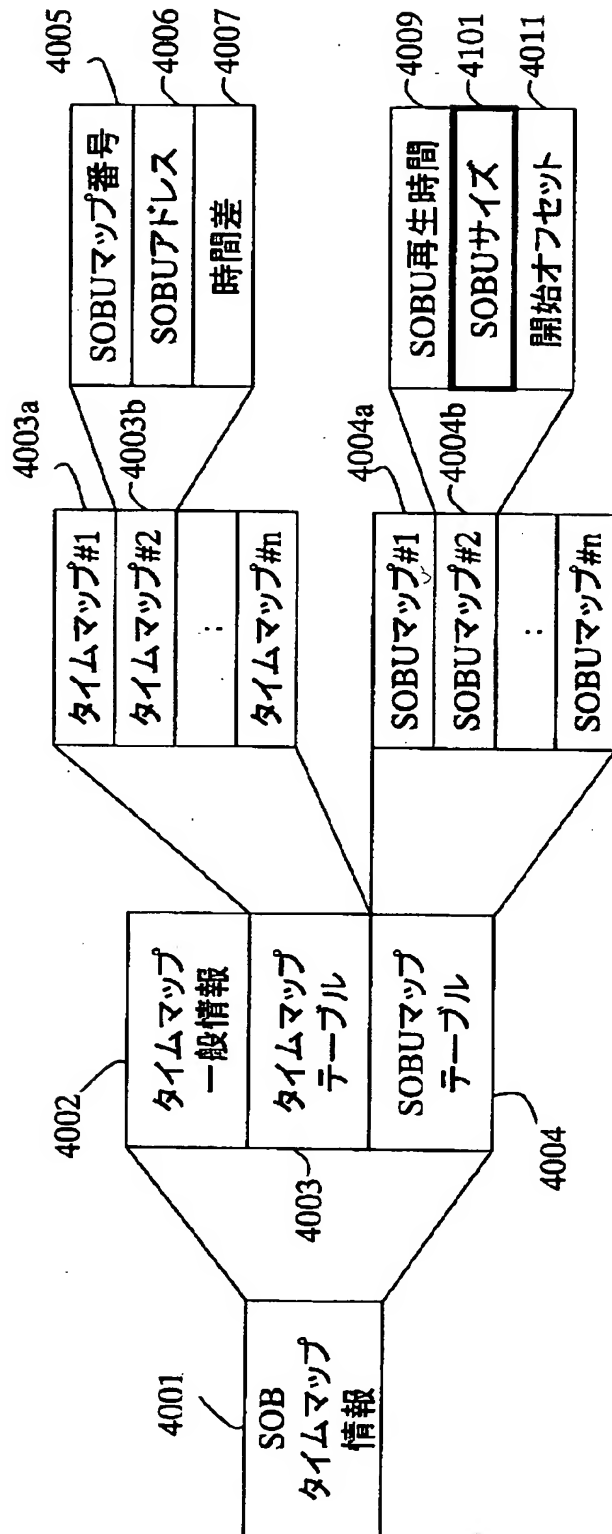 4001
SOB
タイムマップ
情報
4002
タイムマップ
一般情報
タイムマップ
テーブル
4003
SOBUマップ
テーブル
4004
4003a
タイムマップ#1
4003b
タイムマップ#2
:
タイムマップ#n
4004a
SOBUマップ#1
4004b
SOBUマップ#2
:
SOBUマップ#n
SOBUマップ番号
4005
SOBUアドレス
4006
時間差
4007
SOBU再生時間
4009
SOBUサイズ
4101
開始オフセット
4011